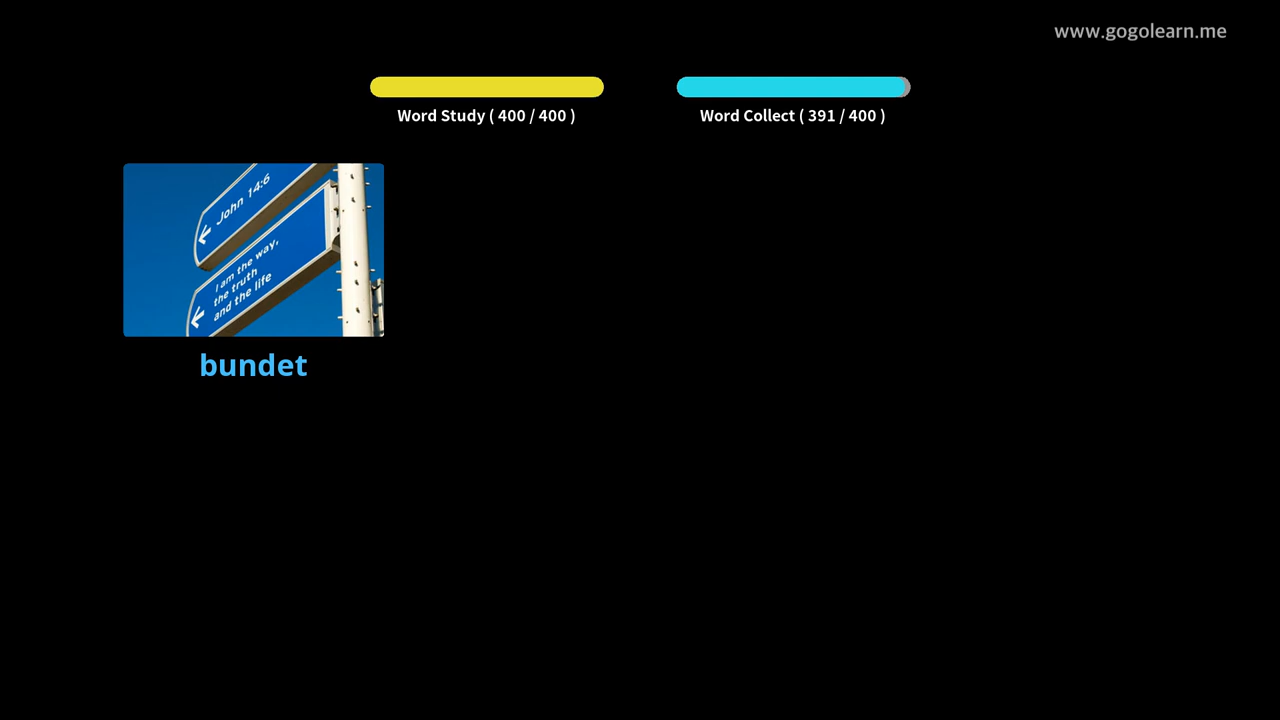 www.gogolearn.me
Word Study ( 400 / 400 )
Word Collect ( 391 / 400 )
John 14:6
I am the way,
the truth
and the life
bundet